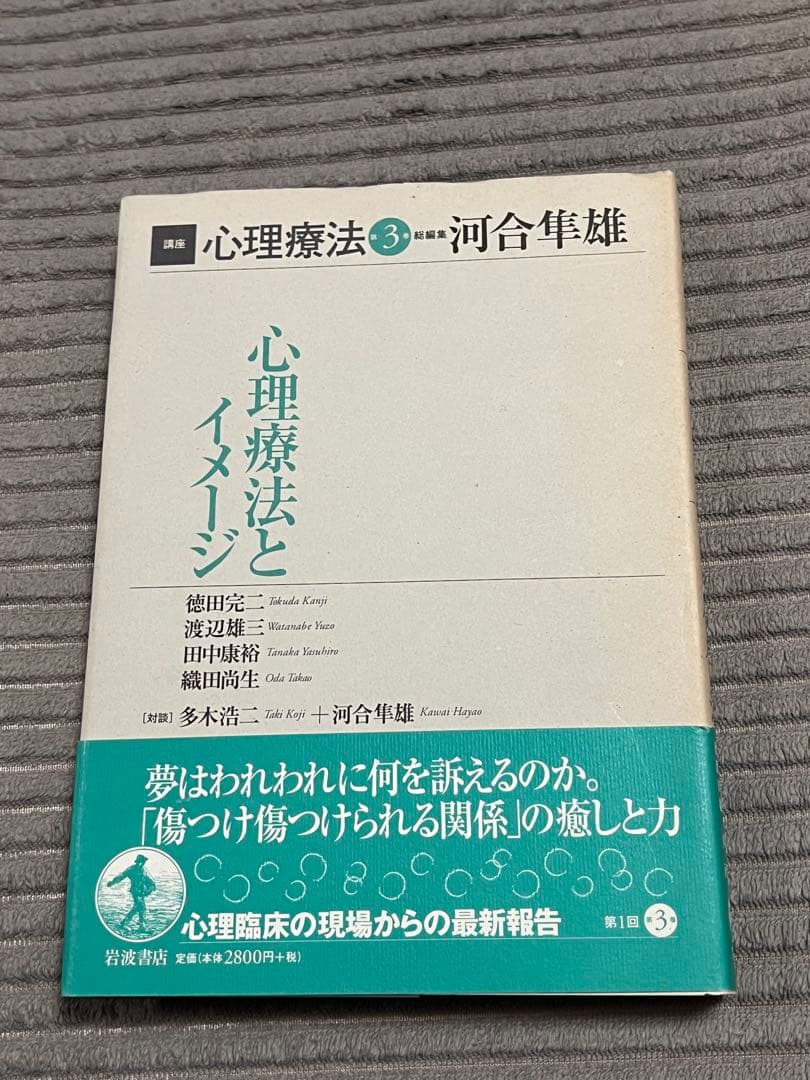 講座 心理療法 第3巻 総編集 河合隼雄
心理療法と
イメージ
徳田完二 Tokuda Kanji
渡辺雄三 Watanabe Yuzo
田中康裕 Tanaka Yasuhiro
織田尚生 Oda Takao
[対談] 多木浩二 Taki Koji +河合隼雄 Kawai Hayao
夢はわれわれに何を訴えるのか。
「傷つけ傷つけられる関係」の癒しと力
心理臨床の現場からの最新報告 第1回 第3巻
岩波書店 定価(本体2800円+税)